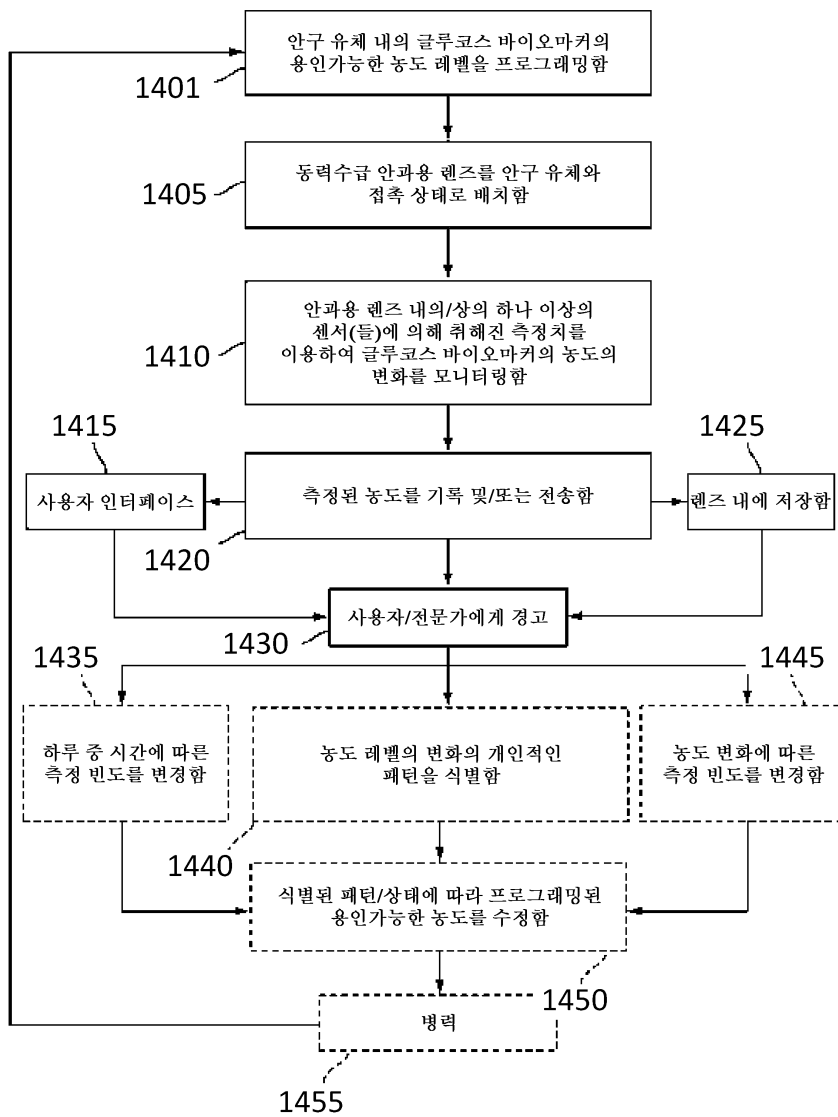 안구 유체 내의 글루코스 바이오마커의
용인가능한 농도 레벨을 프로그래밍함
1401
동력수급 안과용 렌즈를 안구 유체와
접촉 상태로 배치함
1405
안과용 렌즈 내의/상의 하나 이상의
센서(들)에 의해 취해진 측정치를
이용하여 글루코스 바이오마커의 농도의
변화를 모니터링함
1410
1415
1425
사용자 인터페이스
측정된 농도를 기록 및/또는 전송함
렌즈 내에 저장함
1420
사용자/전문가에게 경고
1430
1435
1445
하루 중 시간에 따른
측정 빈도를 변경함
농도 레벨의 변화의 개인적인
패턴을 식별함
농도 변화에 따른
측정 빈도를 변경함
1440
식별된 패턴/상태에 따라 프로그래밍된
용인가능한 농도를 수정함
1450
병력
1455